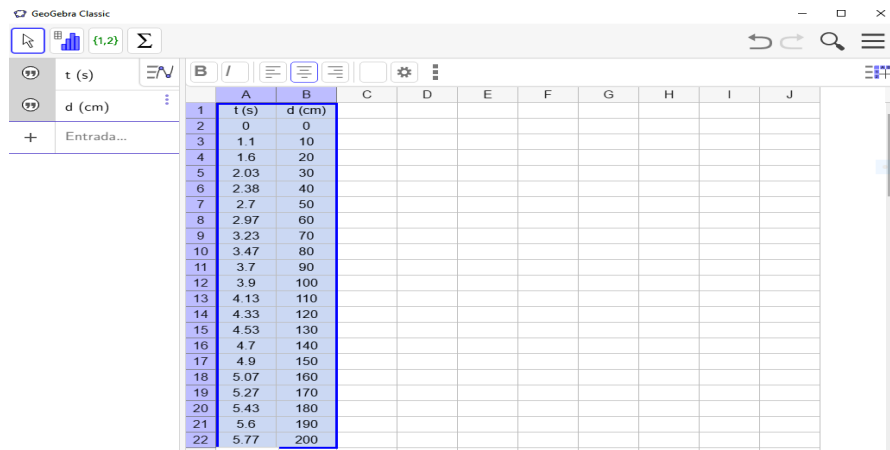 GeoGebra Classic
{1,2} Σ
t (s)
d (cm)
+ Entrada...
B I
A B C D E F G H I J
1 t (s) d (cm)
2 0 0
3 1.1 10
4 1.6 20
5 2.03 30
6 2.38 40
7 2.7 50
8 2.97 60
9 3.23 70
10 3.47 80
11 3.7 90
12 3.9 100
13 4.13 110
14 4.33 120
15 4.53 130
16 4.7 140
17 4.9 150
18 5.07 160
19 5.27 170
20 5.43 180
21 5.6 190
22 5.77 200